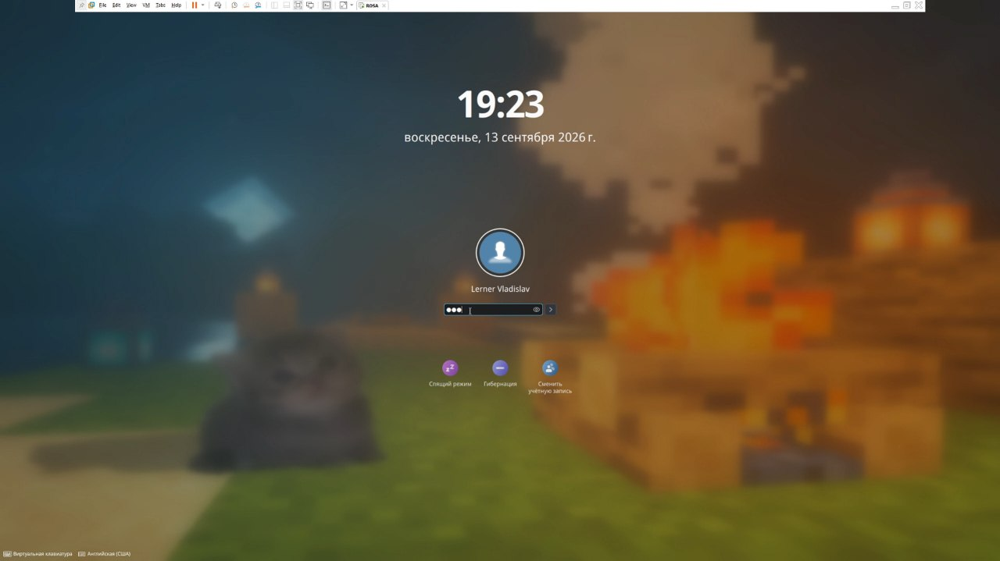 File Edit View VM Tabs Help ROSA
19:23
воскресенье, 13 сентября 2026 г.
Lerner Vladislav
Спящий режим
Гибернация
Сменить
учётную запись
Виртуальная клавиатура
Английская (США)